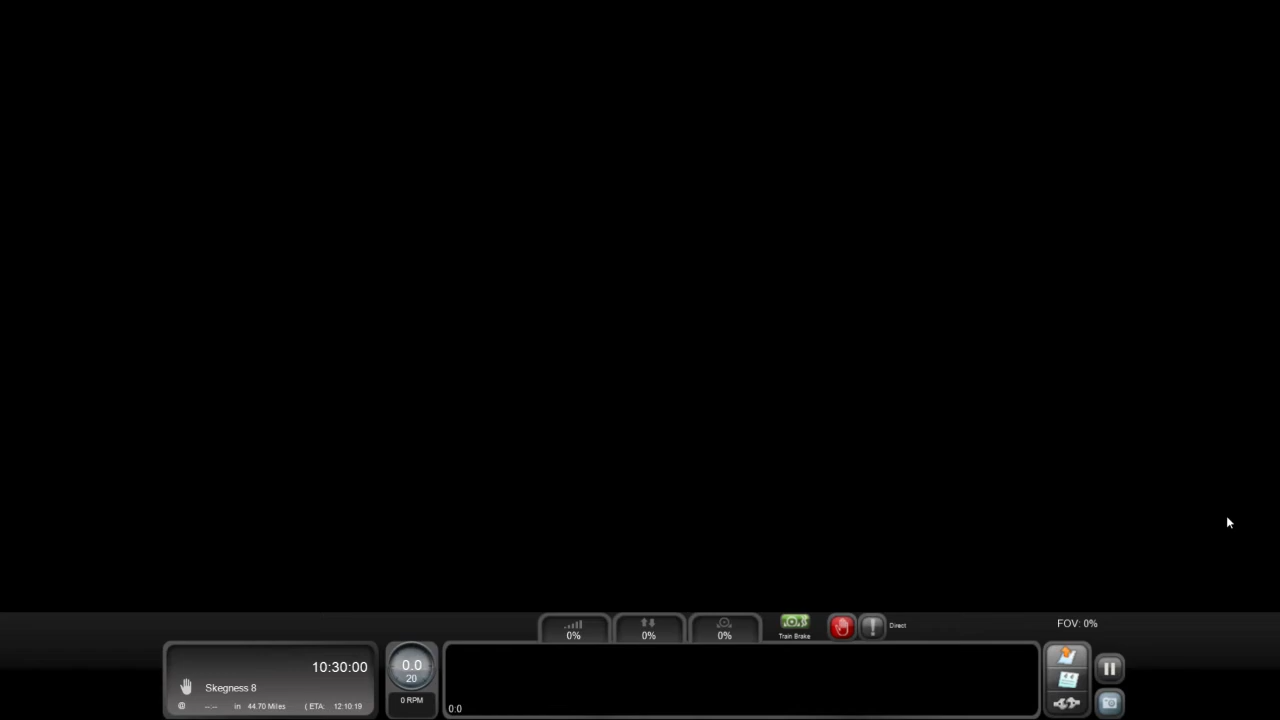 0%
0%
0%
Train Brake
Direct
FOV: 0%
10:30:00
Skegness 8
--:-- in 44.70 Miles ( ETA: 12:10:19
0.0
20
0 RPM
0:0